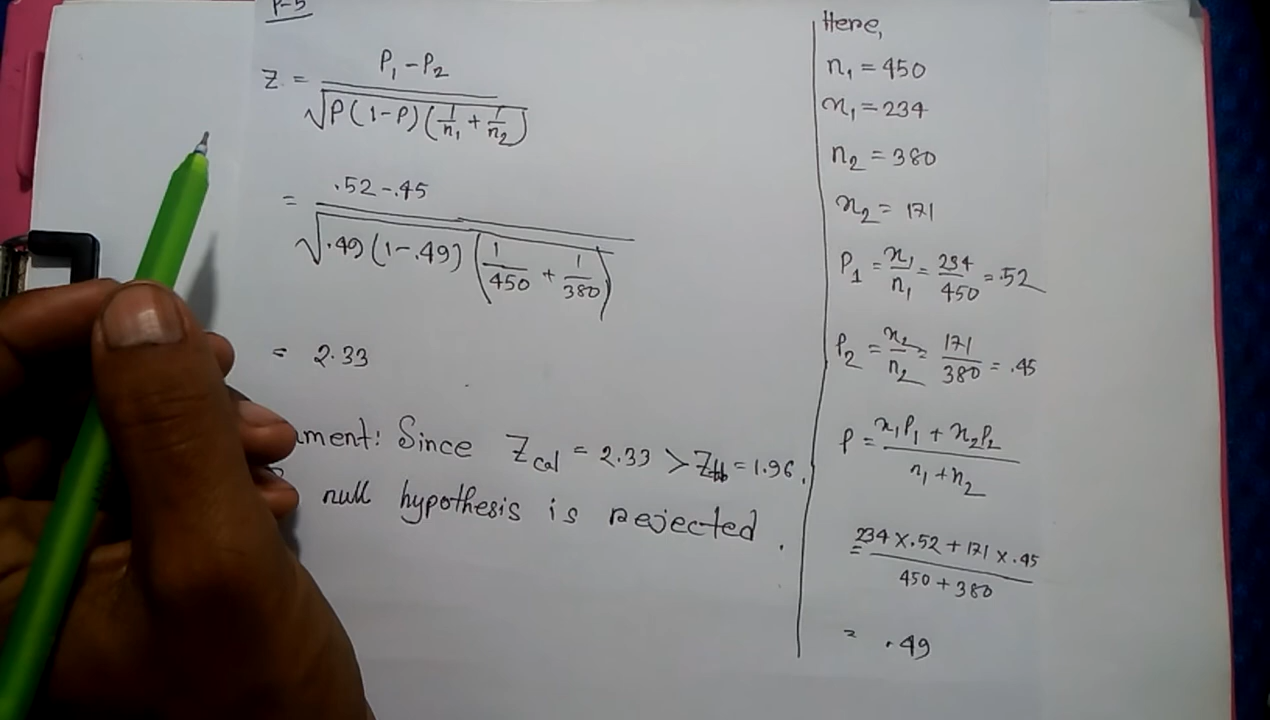 P-5
Z = P₁ - P₂ / √P(1-P)(1/n₁ + 1/n₂)
= .52 - .45 / √.49(1-.49)(1/450 + 1/380)
= 2.33
ment: Since Zcal = 2.33 > Ztab = 1.96,
null hypothesis is rejected.
Here,
n₁ = 450
x₁ = 234
n₂ = 380
x₂ = 171
P₁ = x₁/n₁ = 234/450 = .52
P₂ = x₂/n₂ = 171/380 = .45
P = x₁P₁ + x₂P₂ / n₁ + n₂
= 234 × .52 + 171 × .45 / 450 + 380
= .49